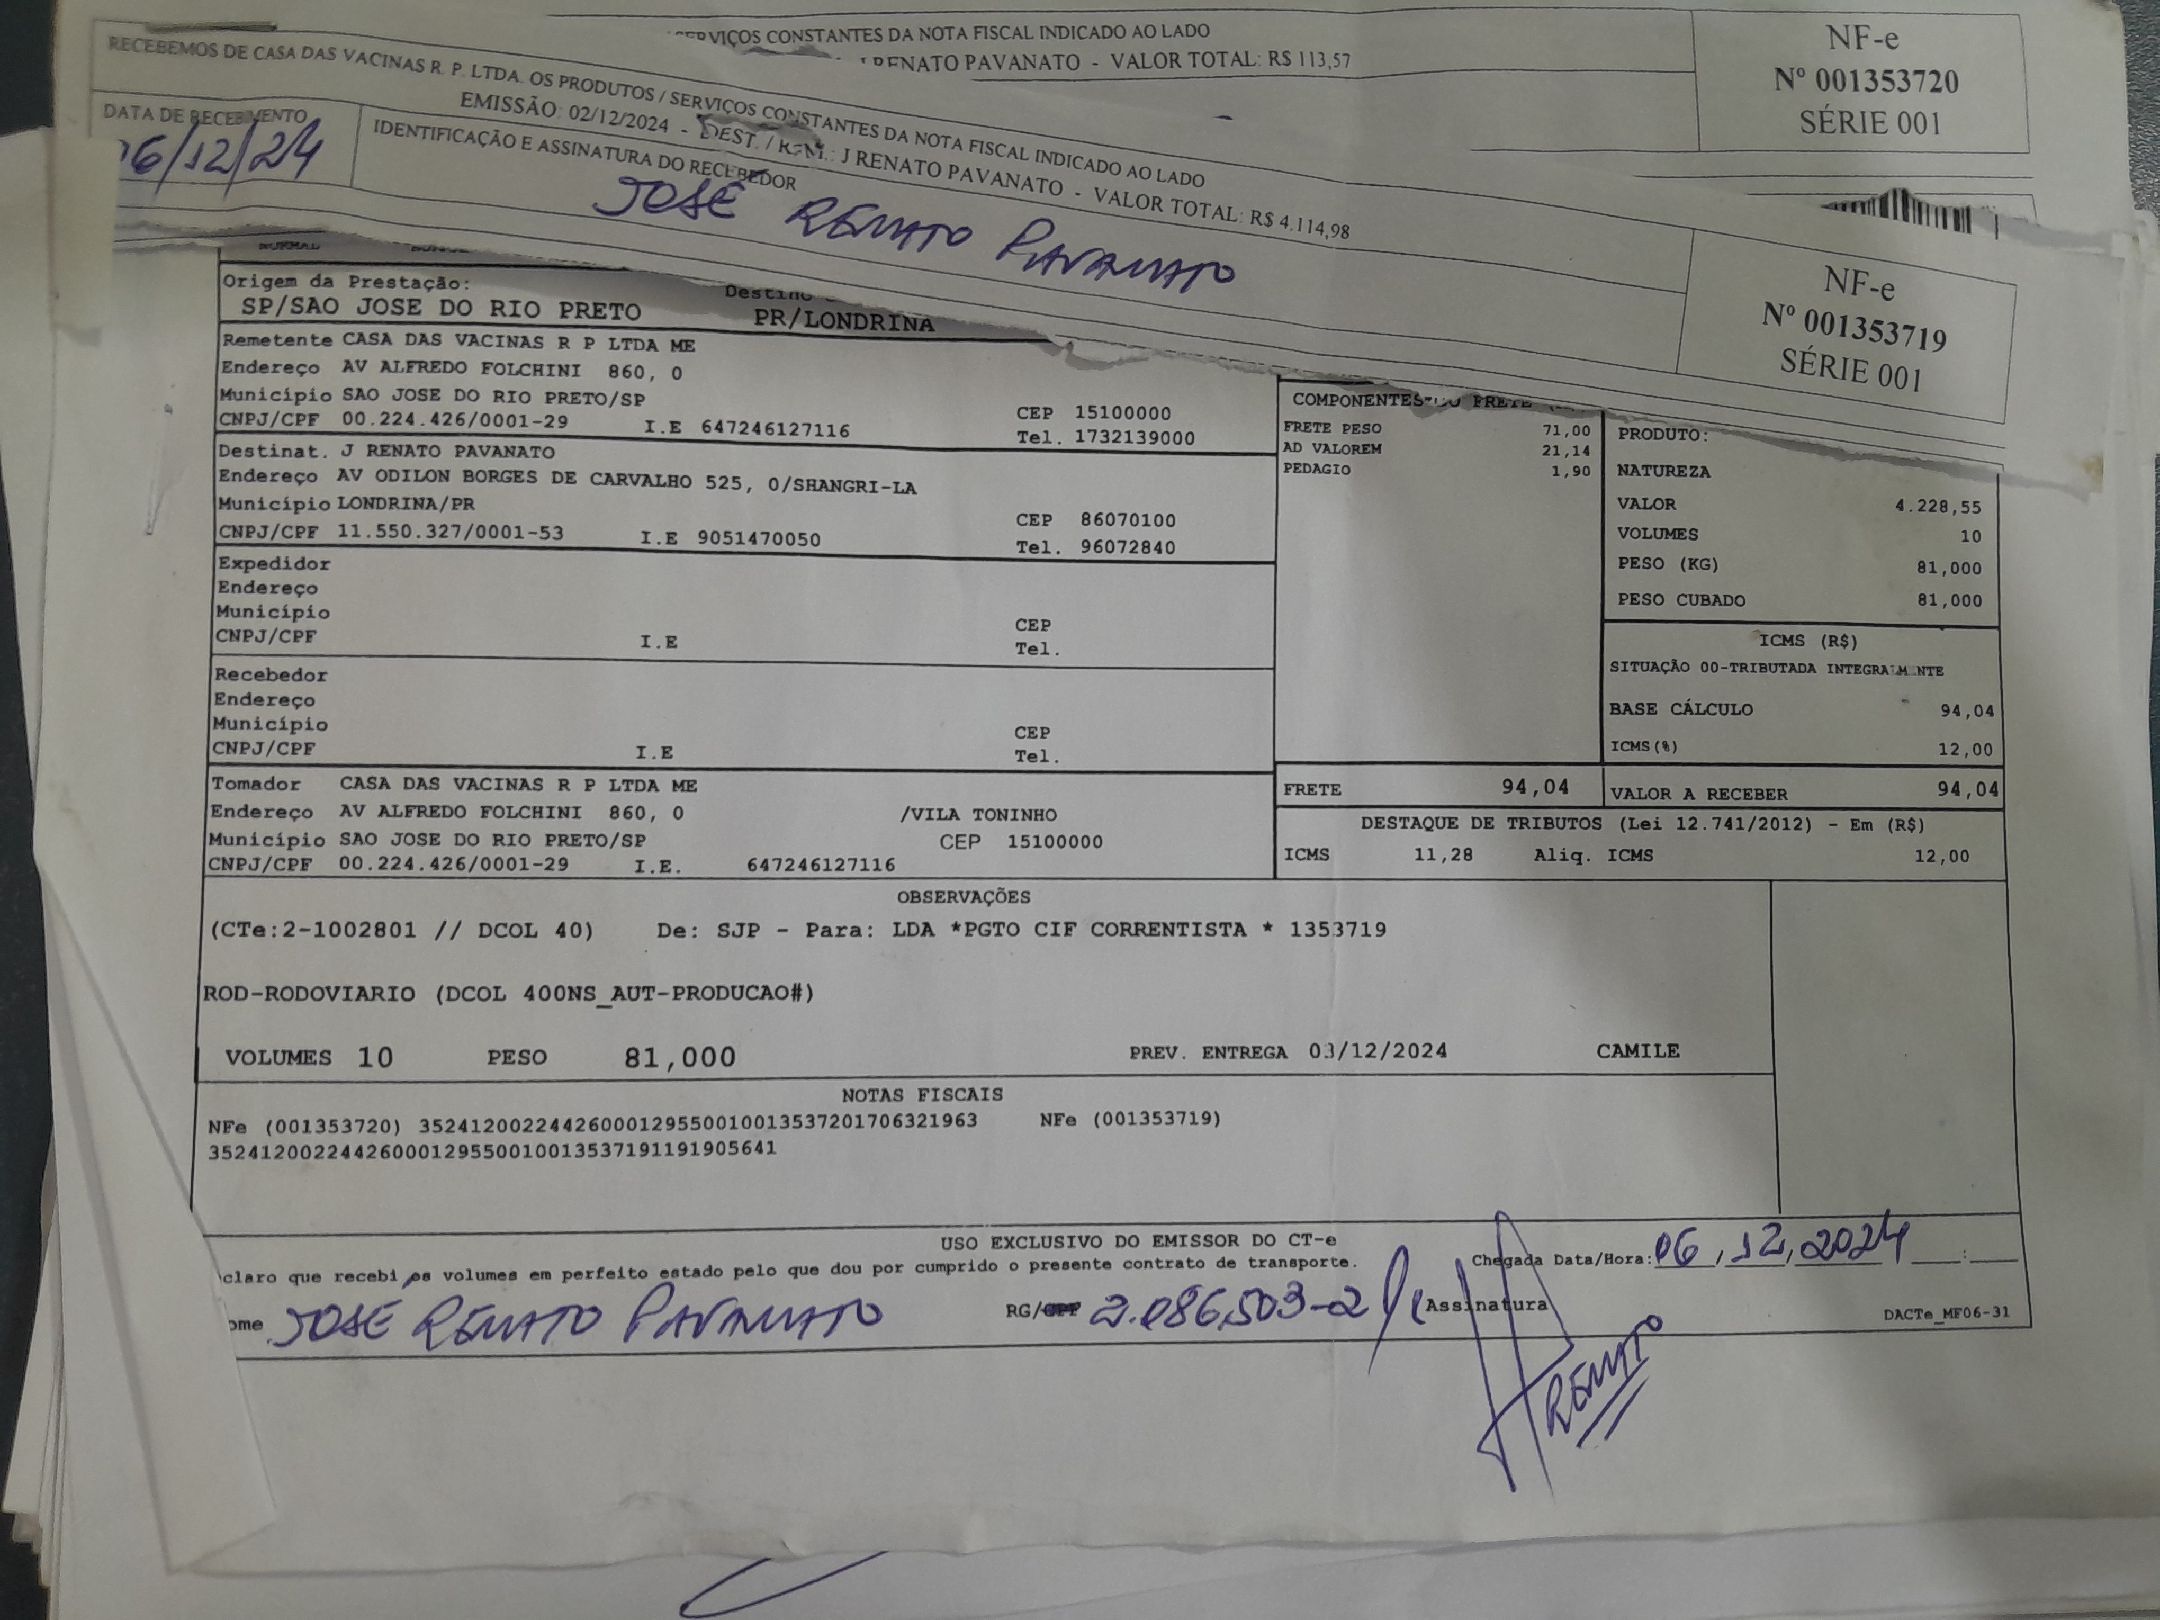 SERVIÇOS CONSTANTES DA NOTA FISCAL INDICADO AO LADO
RENATO PAVANATO - VALOR TOTAL: R$ 113,57
NF-e
Nº 001353720
SÉRIE 001
RECEBEMOS DE CASA DAS VACINAS R. P. LTDA. OS PRODUTOS / SERVIÇOS CONSTANTES DA NOTA FISCAL INDICADO AO LADO
EMISSÃO: 02/12/2024 - DEST. / REM.: J RENATO PAVANATO - VALOR TOTAL: R$ 4.114,98
DATA DE RECEBIMENTO
06/12/24
IDENTIFICAÇÃO E ASSINATURA DO RECEBEDOR
JOSÉ RENATO PAVANATO
NF-e
Nº 001353719
SÉRIE 001
NORMAL
Origem da Prestação:
SP/SAO JOSE DO RIO PRETO
Destino
PR/LONDRINA
Remetente CASA DAS VACINAS R P LTDA ME
Endereço AV ALFREDO FOLCHINI 860, 0
Município SAO JOSE DO RIO PRETO/SP
CEP 15100000
CNPJ/CPF 00.224.426/0001-29 I.E 647246127116 Tel. 1732139000
Destinat. J RENATO PAVANATO
Endereço AV ODILON BORGES DE CARVALHO 525, 0/SHANGRI-LA
Município LONDRINA/PR
CEP 86070100
CNPJ/CPF 11.550.327/0001-53 I.E 9051470050 Tel. 96072840
Expedidor
Endereço
Município
CEP
CNPJ/CPF I.E Tel.
Recebedor
Endereço
Município
CEP
CNPJ/CPF I.E Tel.
Tomador CASA DAS VACINAS R P LTDA ME
Endereço AV ALFREDO FOLCHINI 860, 0 /VILA TONINHO
Município SAO JOSE DO RIO PRETO/SP CEP 15100000
CNPJ/CPF 00.224.426/0001-29 I.E. 647246127116
COMPONENTES DO FRETE
FRETE PESO 71,00
AD VALOREM 21,14
PEDAGIO 1,90
PRODUTO:
NATUREZA
VALOR 4.228,55
VOLUMES 10
PESO (KG) 81,000
PESO CUBADO 81,000
ICMS (R$)
SITUAÇÃO 00-TRIBUTADA INTEGRALMENTE
BASE CÁLCULO 94,04
ICMS(%) 12,00
FRETE 94,04 VALOR A RECEBER 94,04
DESTAQUE DE TRIBUTOS (Lei 12.741/2012) - Em (R$)
ICMS 11,28 Aliq. ICMS 12,00
OBSERVAÇÕES
(CTe:2-1002801 // DCOL 40) De: SJP - Para: LDA *PGTO CIF CORRENTISTA * 1353719
ROD-RODOVIARIO (DCOL 400NS_AUT-PRODUCAO#)
VOLUMES 10 PESO 81,000 PREV. ENTREGA 03/12/2024 CAMILE
NOTAS FISCAIS
NFe (001353720) 35241200224426000129550010013537201706321963 NFe (001353719)
35241200224426000129550010013537191191905641
USO EXCLUSIVO DO EMISSOR DO CT-e
claro que recebi os volumes em perfeito estado pelo que dou por cumprido o presente contrato de transporte.
Chegada Data/Hora: 06,12,2024 :
ome JOSÉ RENATO PAVANATO RG/CPF 2.086.503-2 Assinatura
RENATO
DACTe_MF06-31